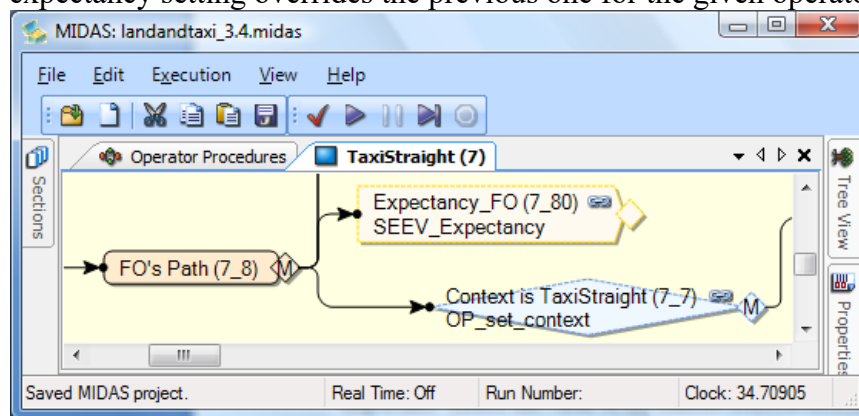 expectancy setting overrides the previous one for the given operato
MIDAS: landandtaxi_3.4.midas
File Edit Execution View Help
Operator Procedures TaxiStraight (7)
Sections
Tree View
Expectancy_FO (7_80)
SEEV_Expectancy
FO's Path (7_8) M
Context is TaxiStraight (7_7) M
OP_set_context
Properties
Saved MIDAS project. Real Time: Off Run Number: Clock: 34.70905